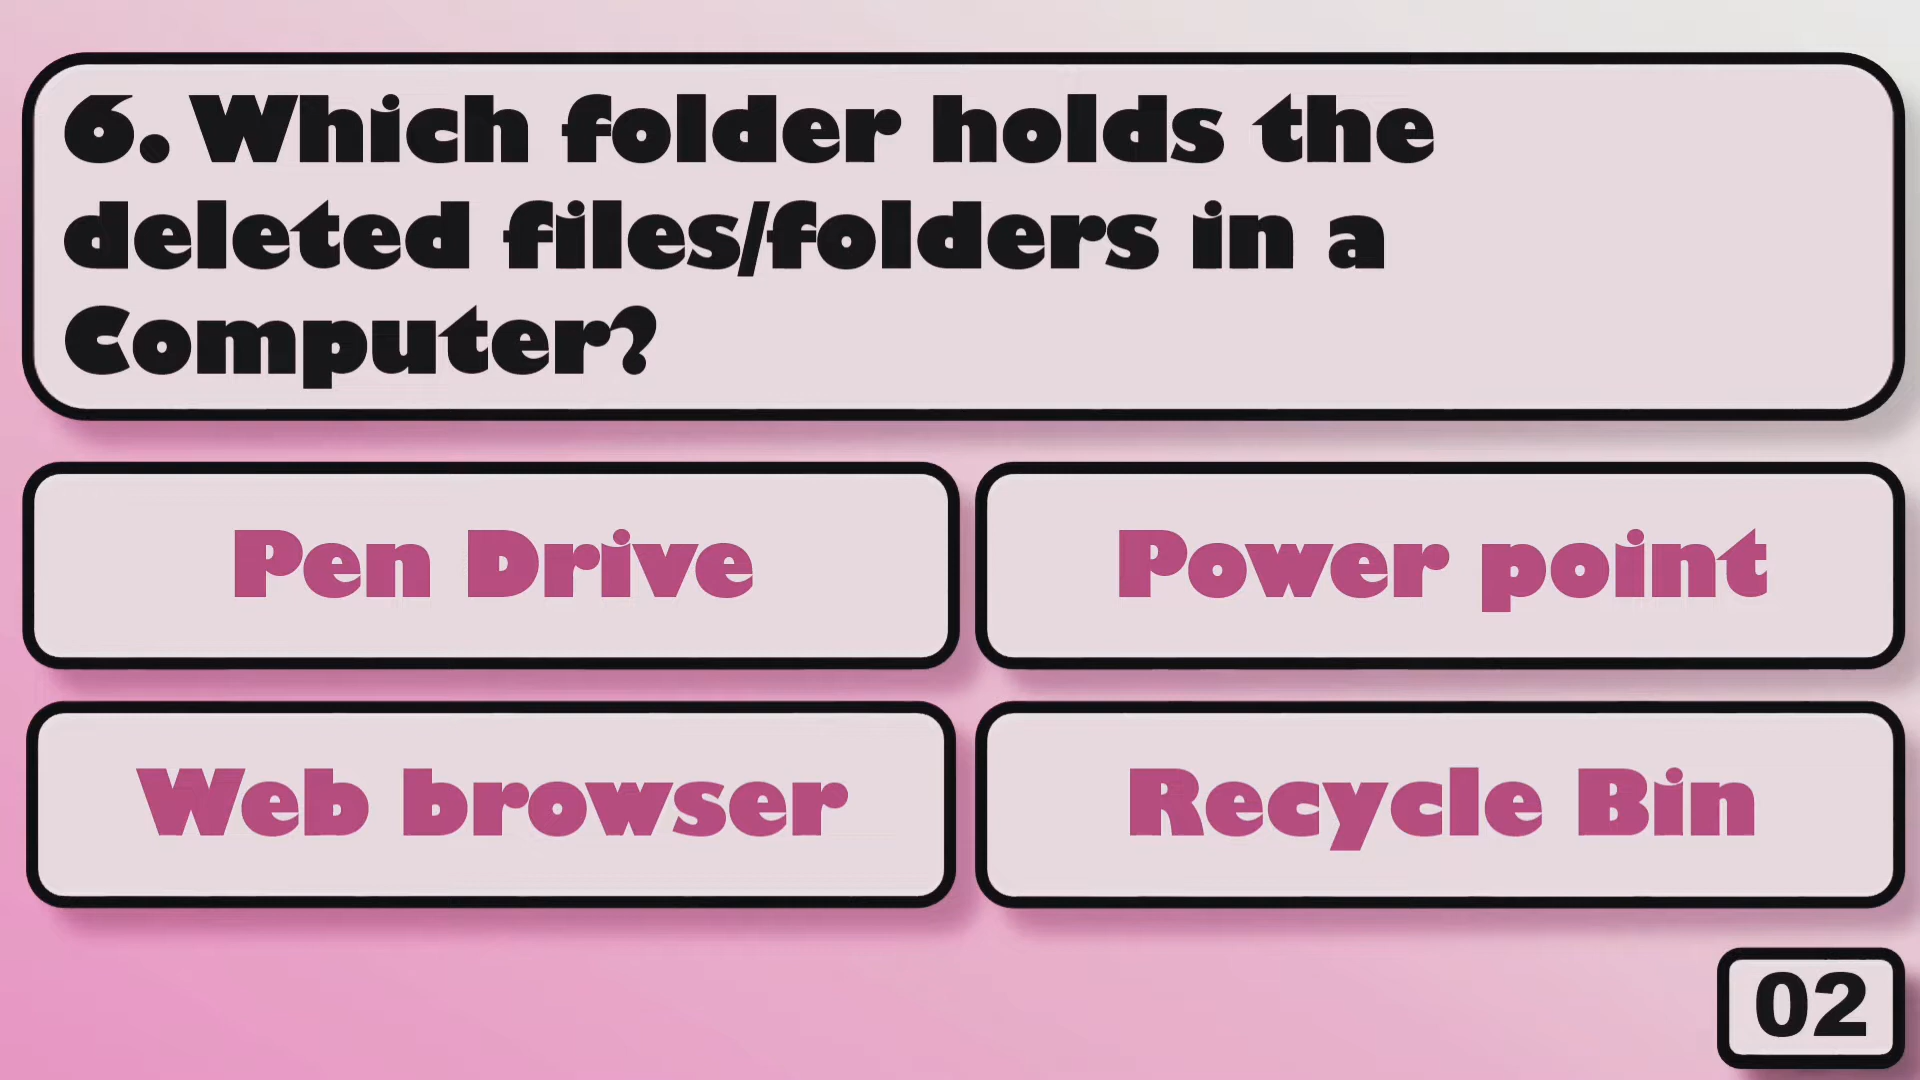 6. Which folder holds the
deleted files/folders in a
Computer?
Pen Drive
Power point
Web browser
Recycle Bin
02